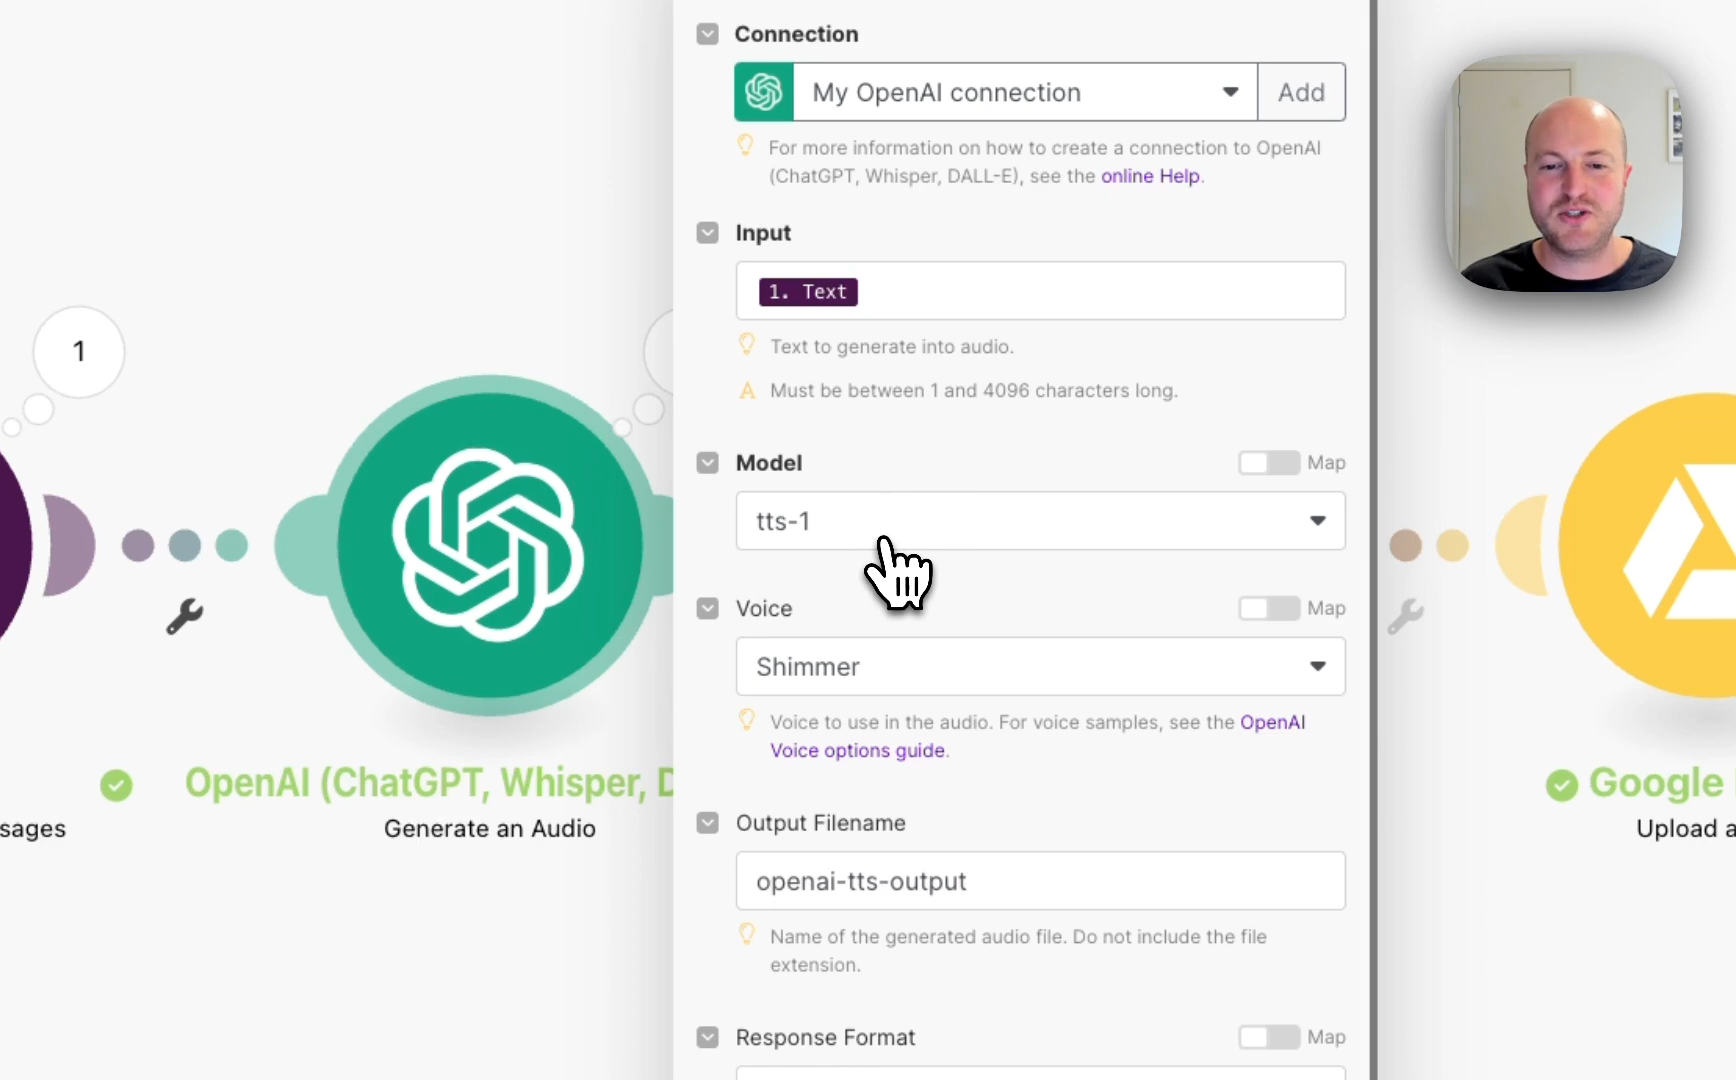 Connection
My OpenAI connection
Add
For more information on how to create a connection to OpenAI
(ChatGPT, Whisper, DALL-E), see the online Help.
Input
1. Text
Text to generate into audio.
A Must be between 1 and 4096 characters long.
Model
Map
tts-1
Voice
Map
Shimmer
Voice to use in the audio. For voice samples, see the OpenAI
Voice options guide.
Output Filename
openai-tts-output
Name of the generated audio file. Do not include the file
extension.
Response Format
Map
1
OpenAI (ChatGPT, Whisper, D
Generate an Audio
sages
Google
Upload a